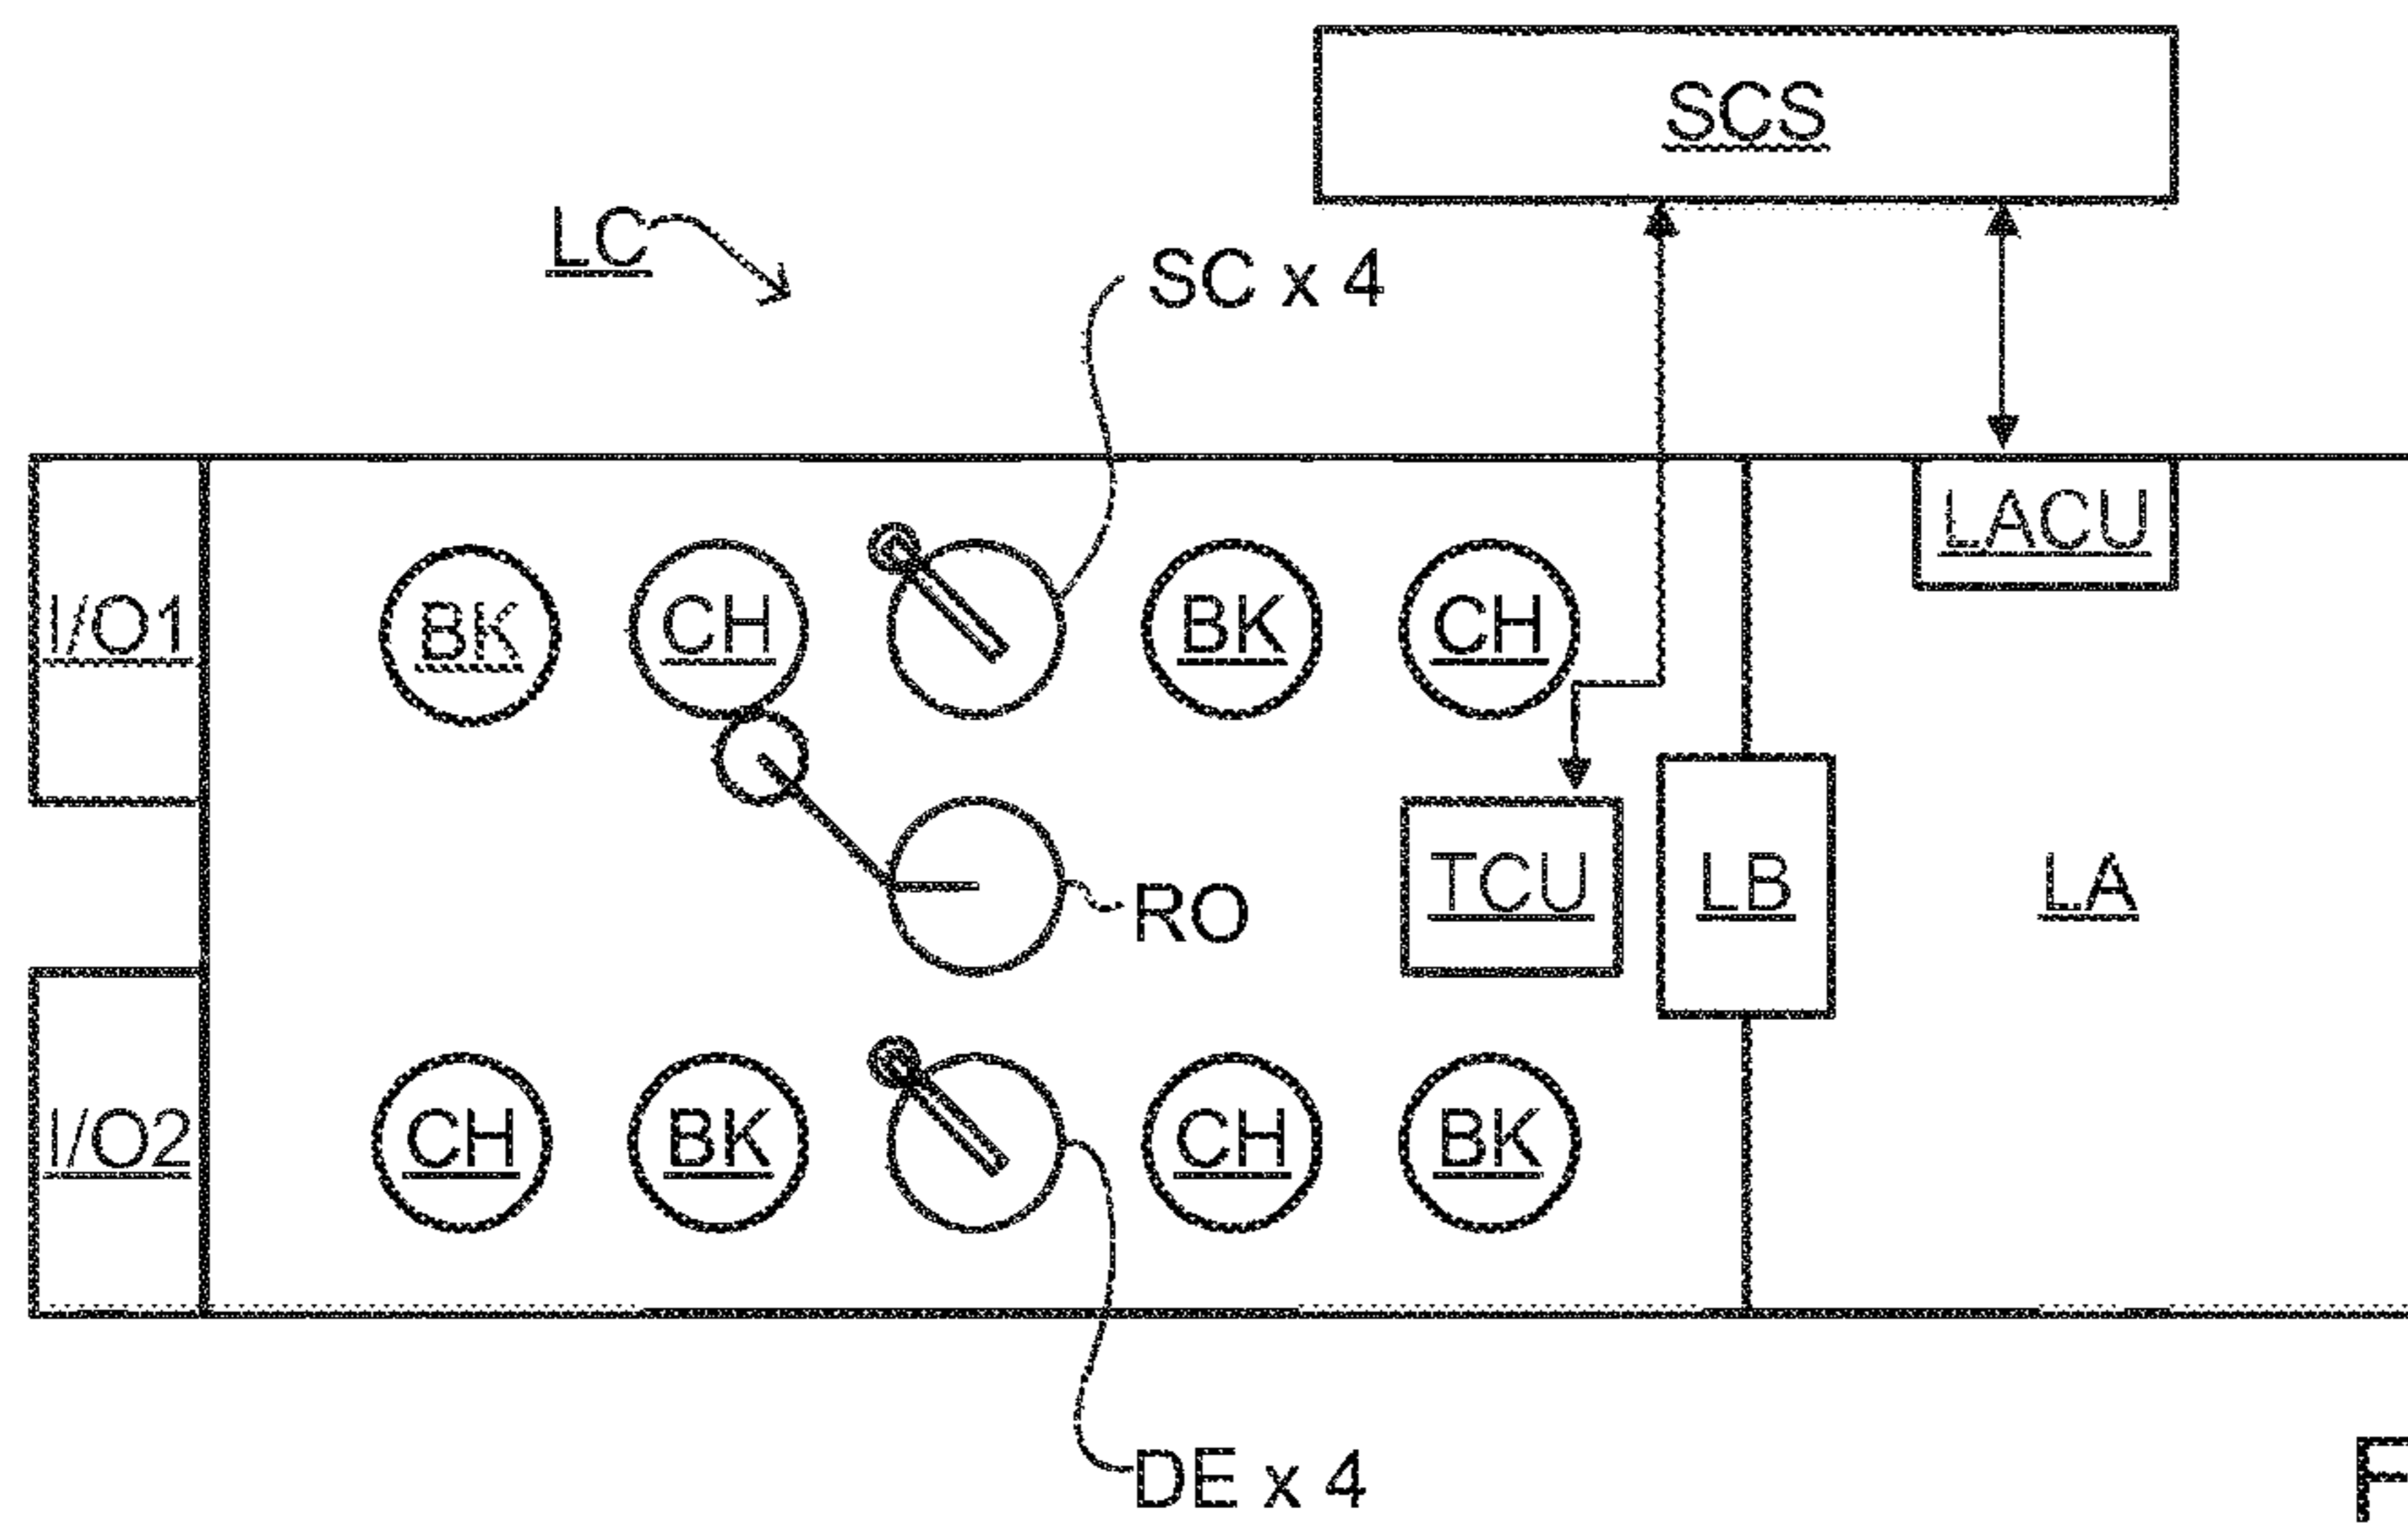 SCS
LC
SC x 4
LACU
I/O1
BK
CH
BK
CH
RO
TCU
LB
LA
I/O2
CH
BK
CH
BK
DE x 4
F